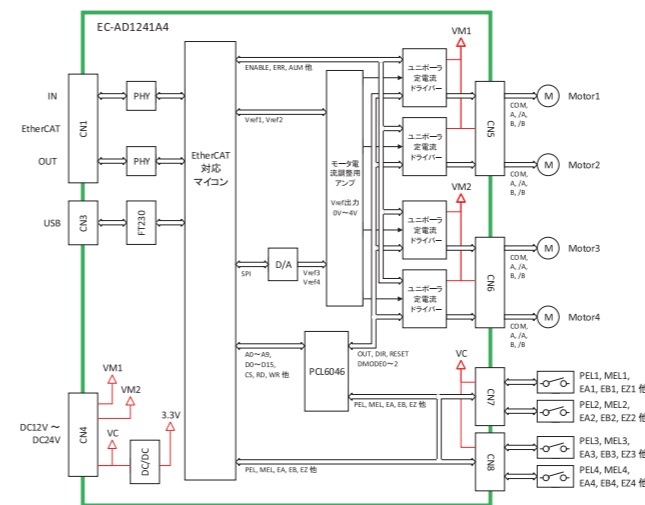 EC-AD1241A4
VM1
ENABLE, ERR, ALM 他
ユニポーラ
定電流
ドライバー
IN
PHY
CN1
EtherCAT
OUT
PHY
Vref1, Vref2
EtherCAT
対応
マイコン
モータ電
流調整用
アンプ
Vref出力
0V～4V
CN5
M
Motor1
COM,
A, /A,
B, /B
ユニポーラ
定電流
ドライバー
M
Motor2
COM,
A, /A,
B, /B
VM2
USB
CN3
FT230
ユニポーラ
定電流
ドライバー
CN6
M
Motor3
COM,
A, /A,
B, /B
D/A
SPI
Vref3
Vref4
ユニポーラ
定電流
ドライバー
M
Motor4
COM,
A, /A,
B, /B
A0～A9,
D0～D15,
CS, RD, WR 他
PCL6046
OUT, DIR, RESET
DMODE0～2
VC
PEL, MEL, EA, EB, EZ 他
CN7
PEL1, MEL1,
EA1, EB1, EZ1 他
PEL2, MEL2,
EA2, EB2, EZ2 他
VM1
VM2
DC12V ～
DC24V
CN4
VC
3.3V
DC/DC
PEL, MEL, EA, EB, EZ 他
CN8
PEL3, MEL3,
EA3, EB3, EZ3 他
PEL4, MEL4,
EA4, EB4, EZ4 他